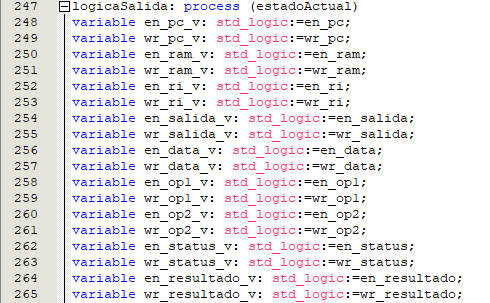 247 logicaSalida: process (estadoActual)
248 variable en_pc_v: std_logic:=en_pc;
249 variable wr_pc_v: std_logic:=wr_pc;
250 variable en_ram_v: std_logic:=en_ram;
251 variable wr_ram_v: std_logic:=wr_ram;
252 variable en_ri_v: std_logic:=en_ri;
253 variable wr_ri_v: std_logic:=wr_ri;
254 variable en_salida_v: std_logic:=en_salida;
255 variable wr_salida_v: std_logic:=wr_salida;
256 variable en_data_v: std_logic:=en_data;
257 variable wr_data_v: std_logic:=wr_data;
258 variable en_op1_v: std_logic:=en_op1;
259 variable wr_op1_v: std_logic:=wr_op1;
260 variable en_op2_v: std_logic:=en_op2;
261 variable wr_op2_v: std_logic:=wr_op2;
262 variable en_status_v: std_logic:=en_status;
263 variable wr_status_v: std_logic:=wr_status;
264 variable en_resultado_v: std_logic:=en_resultado;
265 variable wr_resultado_v: std_logic:=wr_resultado;